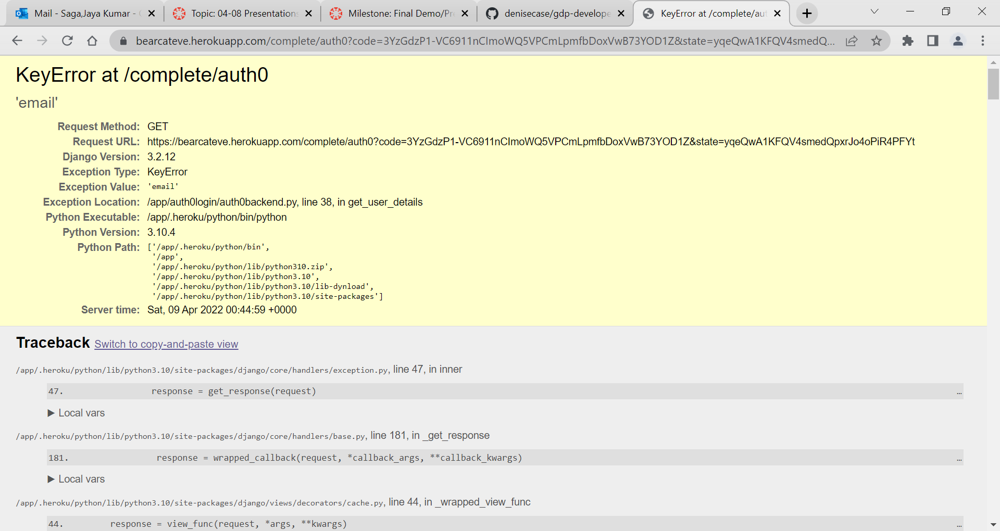 Mail - Saga,Jaya Kumar -
Topic: 04-08 Presentations
Milestone: Final Demo/Pre
denisecase/gdp-develope
KeyError at /complete/aut
bearcateve.herokuapp.com/complete/auth0?code=3YzGdzP1-VC6911nCImoWQ5VPCmLpmfbDoxVwB73YOD1Z&state=yqeQwA1KFQV4smedQ...
KeyError at /complete/auth0
'email'
Request Method: GET
Request URL: https://bearcateve.herokuapp.com/complete/auth0?code=3YzGdzP1-VC6911nCImoWQ5VPCmLpmfbDoxVwB73YOD1Z&state=yqeQwA1KFQV4smedQpxrJo4oPiR4PFYt
Django Version: 3.2.12
Exception Type: KeyError
Exception Value: 'email'
Exception Location: /app/auth0login/auth0backend.py, line 38, in get_user_details
Python Executable: /app/.heroku/python/bin/python
Python Version: 3.10.4
Python Path: ['/app/.heroku/python/bin',
'/app',
'/app/.heroku/python/lib/python310.zip',
'/app/.heroku/python/lib/python3.10',
'/app/.heroku/python/lib/python3.10/lib-dynload',
'/app/.heroku/python/lib/python3.10/site-packages']
Server time: Sat, 09 Apr 2022 00:44:59 +0000
Traceback Switch to copy-and-paste view
/app/.heroku/python/lib/python3.10/site-packages/django/core/handlers/exception.py, line 47, in inner
47. response = get_response(request) …
▶ Local vars
/app/.heroku/python/lib/python3.10/site-packages/django/core/handlers/base.py, line 181, in _get_response
181. response = wrapped_callback(request, *callback_args, **callback_kwargs) …
▶ Local vars
/app/.heroku/python/lib/python3.10/site-packages/django/views/decorators/cache.py, line 44, in _wrapped_view_func
44. response = view_func(request, *args, **kwargs) …